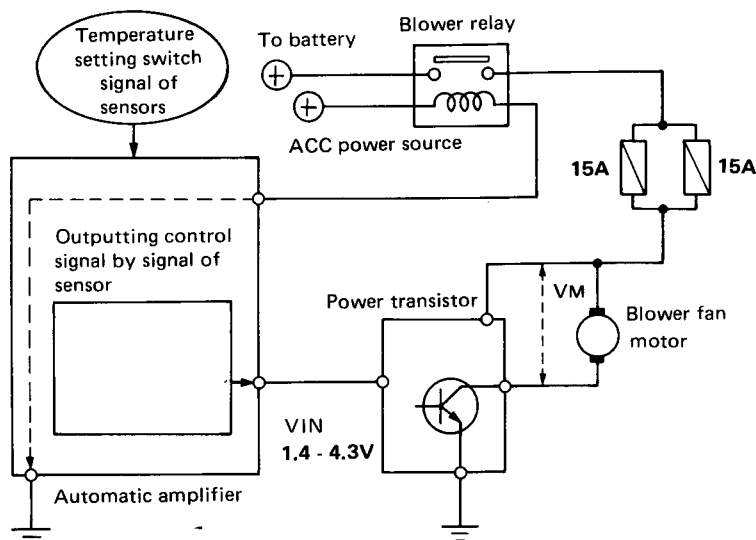 Temperature
setting switch
signal of
sensors
Blower relay
To battery
ACC power source
15A
15A
Outputting control
signal by signal of
sensor
Power transistor
VM
Blower fan
motor
VIN
1.4 - 4.3V
Automatic amplifier